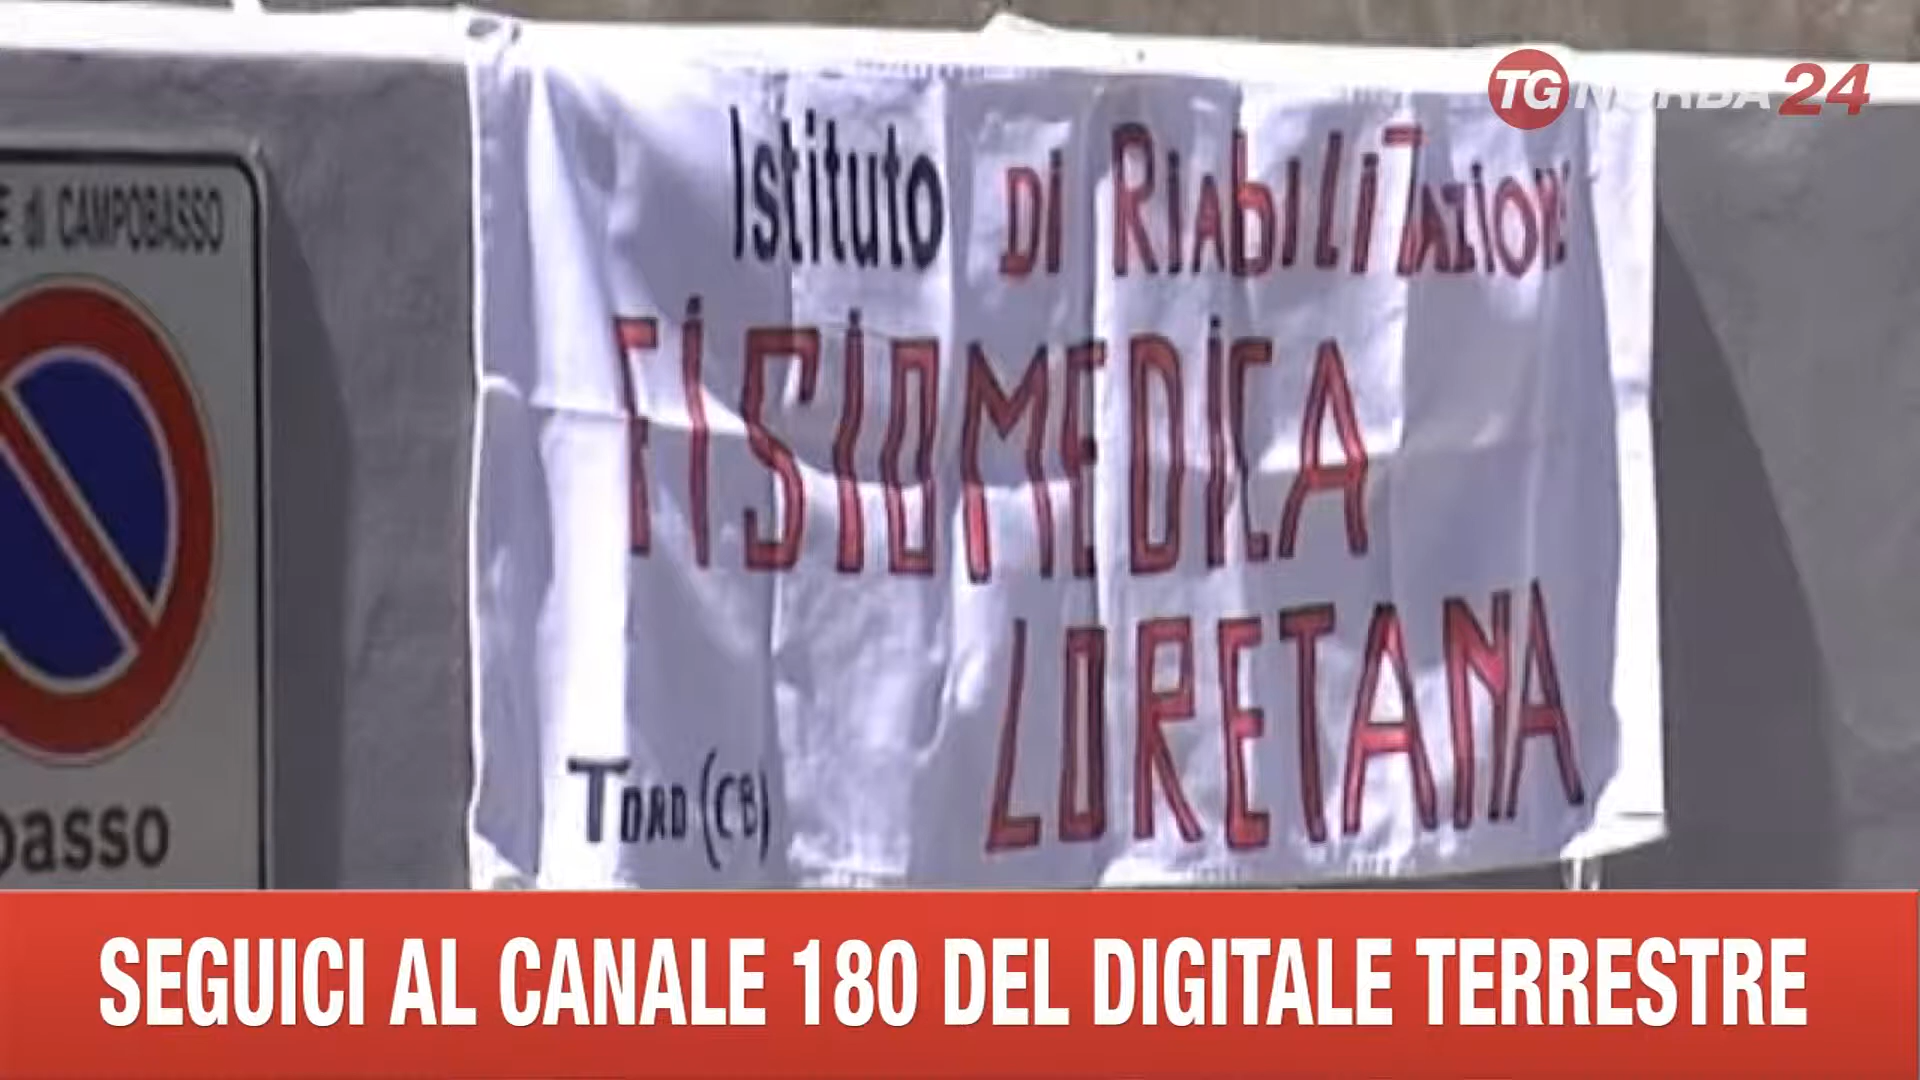 TG NORBA 24
E di CAMPOBASSO
Istituto Di RiAbiLiTAzioNe
FiSiOMEDiCA
LORETANA
TORO (CB)
basso
SEGUICI AL CANALE 180 DEL DIGITALE TERRESTRE